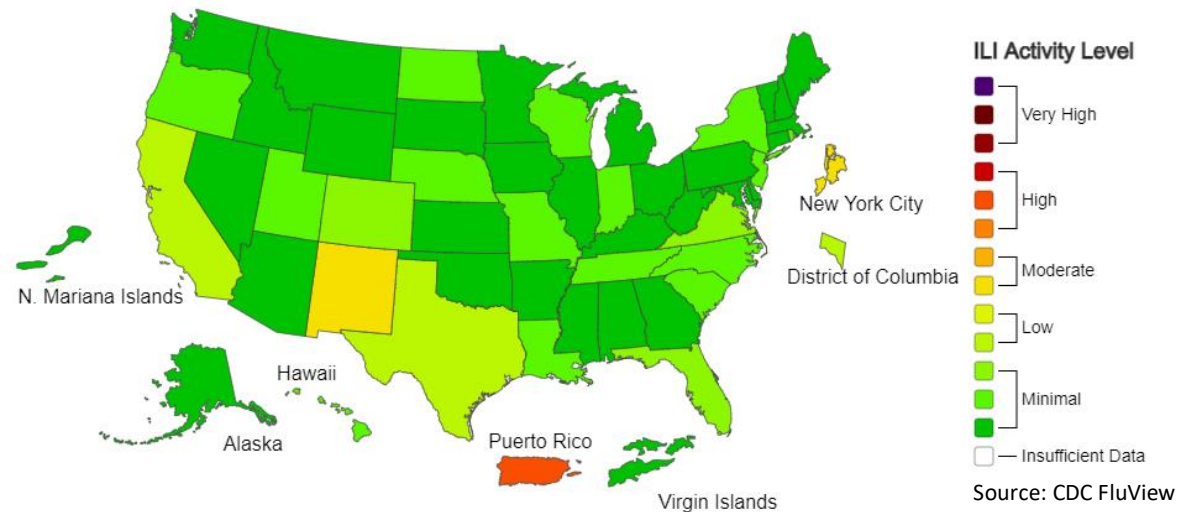 ILI Activity Level
Very High
High
New York City
District of Columbia
Moderate
N. Mariana Islands
Low
Hawaii
Minimal
Alaska
Puerto Rico
Insufficient Data
Virgin Islands
Source: CDC FluView